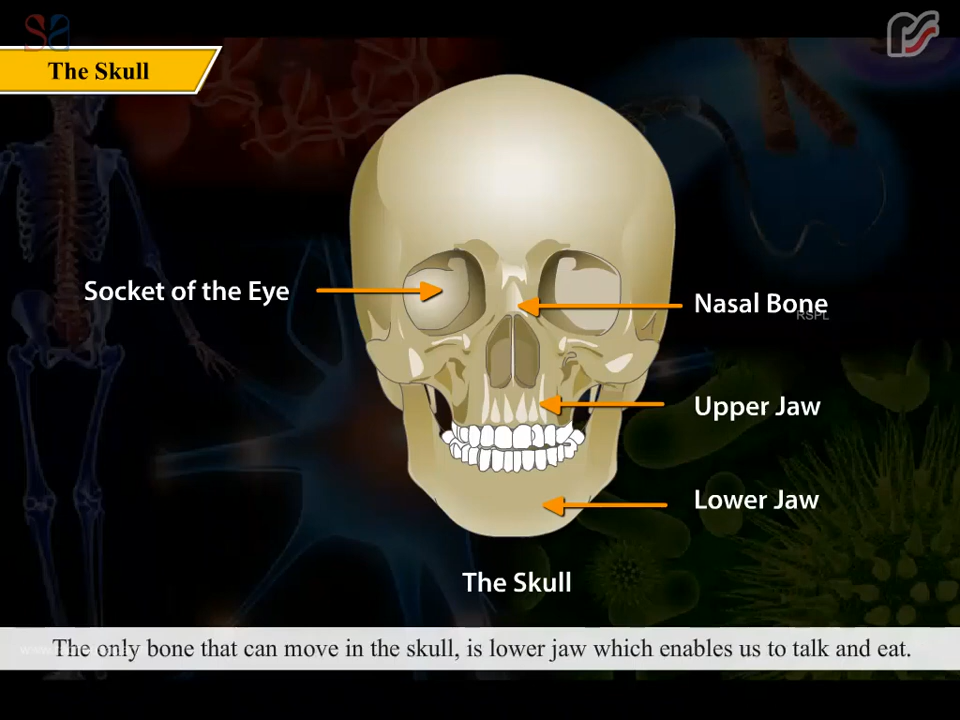 The Skull
Socket of the Eye
Nasal Bone
RSPL
Upper Jaw
Lower Jaw
The Skull
The only bone that can move in the skull, is lower jaw which enables us to talk and eat.